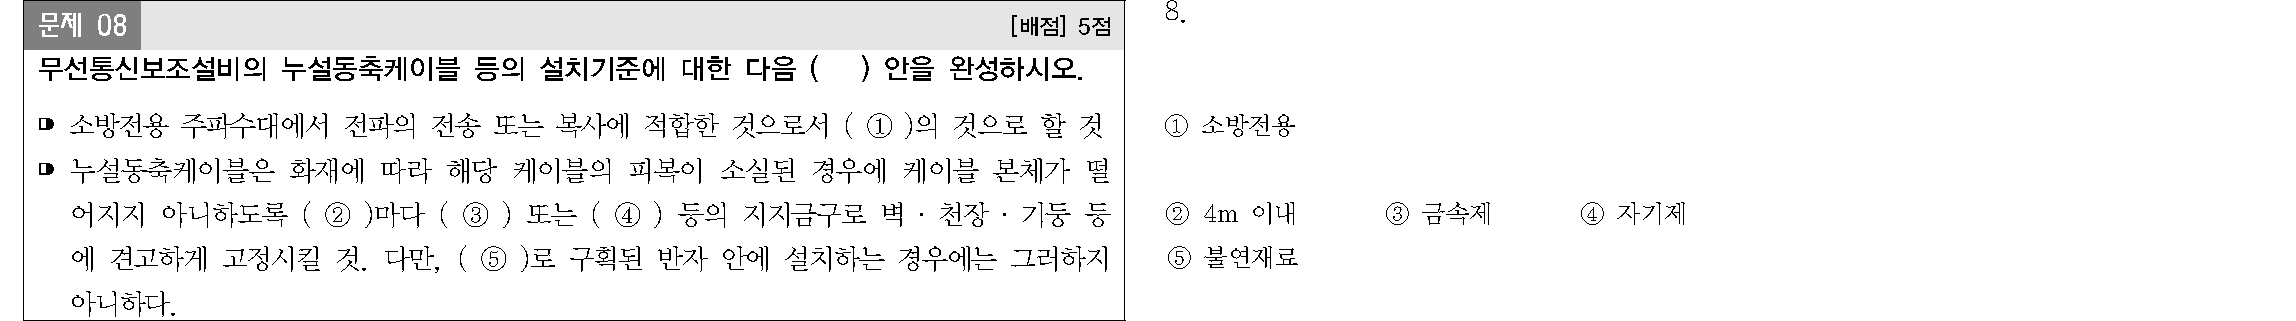 문제 08
[배점] 5점
무선통신보조설비의 누설동축케이블 등의 설치기준에 대한 다음 (   ) 안을 완성하시오.
소방전용 주파수대에서 전파의 전송 또는 복사에 적합한 것으로서 ( ① )의 것으로 할 것
누설동축케이블은 화재에 따라 해당 케이블의 피복이 소실된 경우에 케이블 본체가 떨
어지지 아니하도록 ( ② )마다 ( ③ ) 또는 ( ④ ) 등의 지지금구로 벽 · 천장 · 기둥 등
에 견고하게 고정시킬 것. 다만, ( ⑤ )로 구획된 반자 안에 설치하는 경우에는 그러하지
아니하다.
8.
① 소방전용
② 4m 이내 ③ 금속제 ④ 자기제
⑤ 불연재료